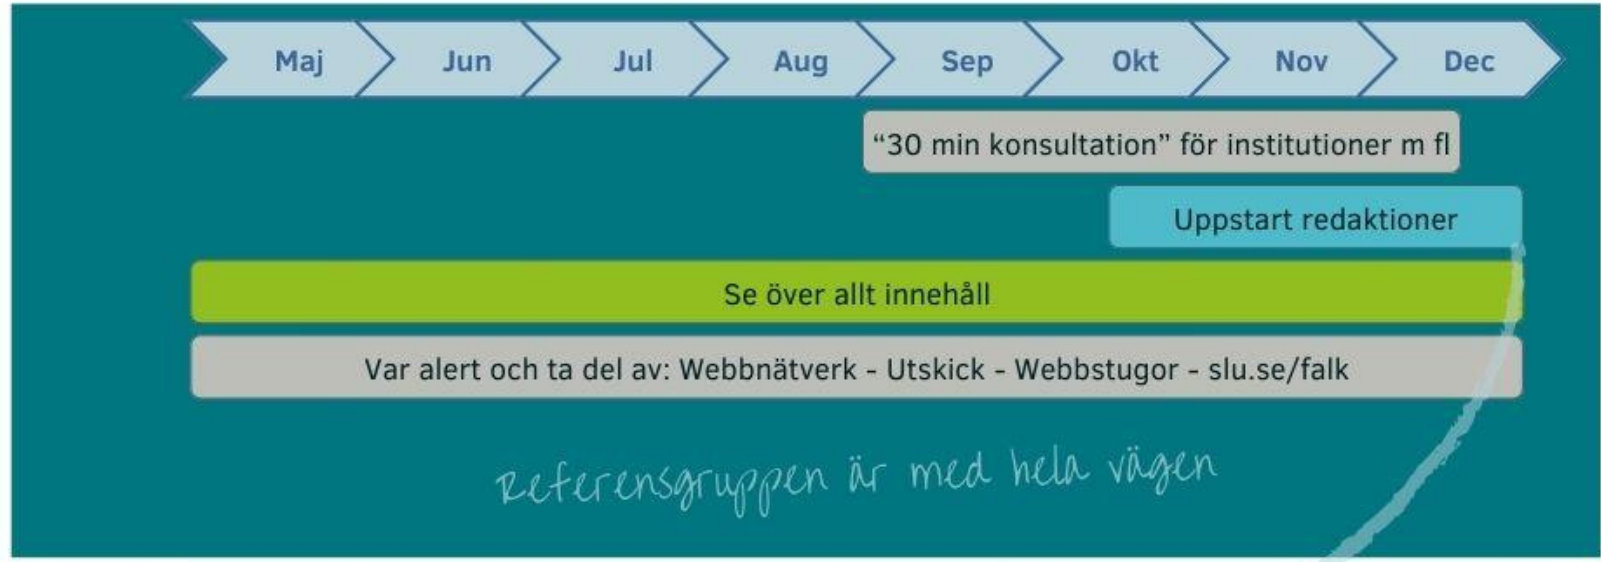 Maj Jun Jul Aug Sep Okt Nov Dec
“30 min konsultation” för institutioner m fl
Uppstart redaktioner
Se över allt innehåll
Var alert och ta del av: Webbnätverk - Utskick - Webbstugor - slu.se/falk
Referensgruppen är med hela vägen